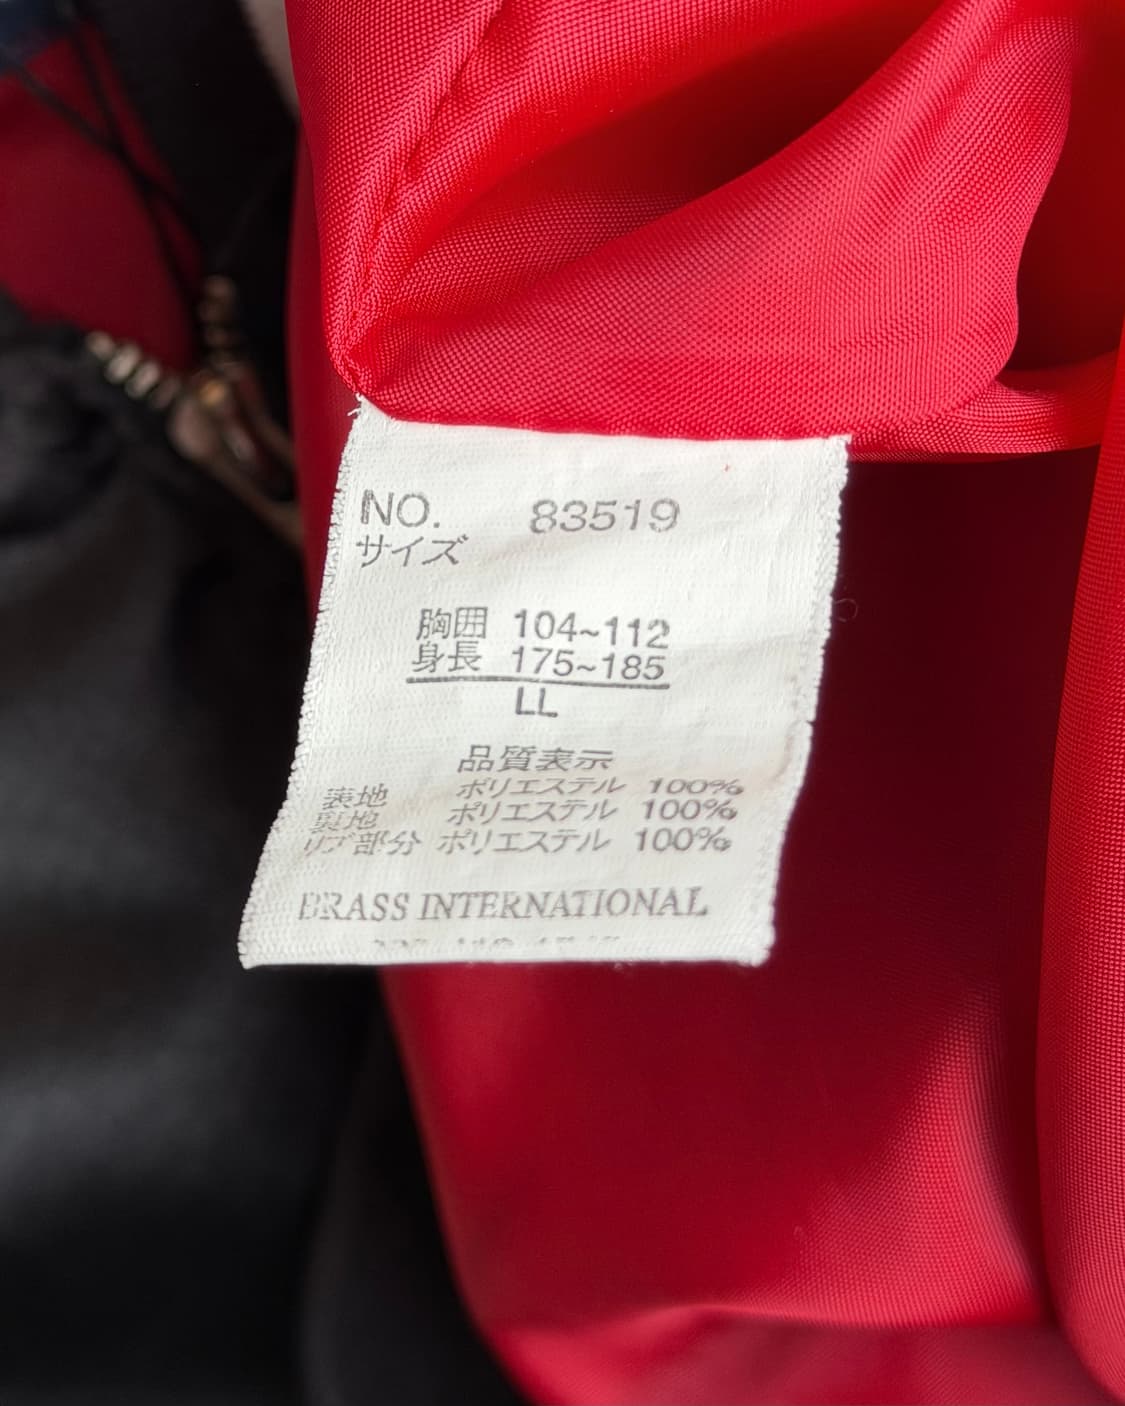 NO. 83519
サイズ
胸囲 104~112
身長 175~185
LL
品質表示
表地 ポリエステル 100%
裏地 ポリエステル 100%
リブ部分 ポリエステル 100%
BRASS INTERNATIONAL